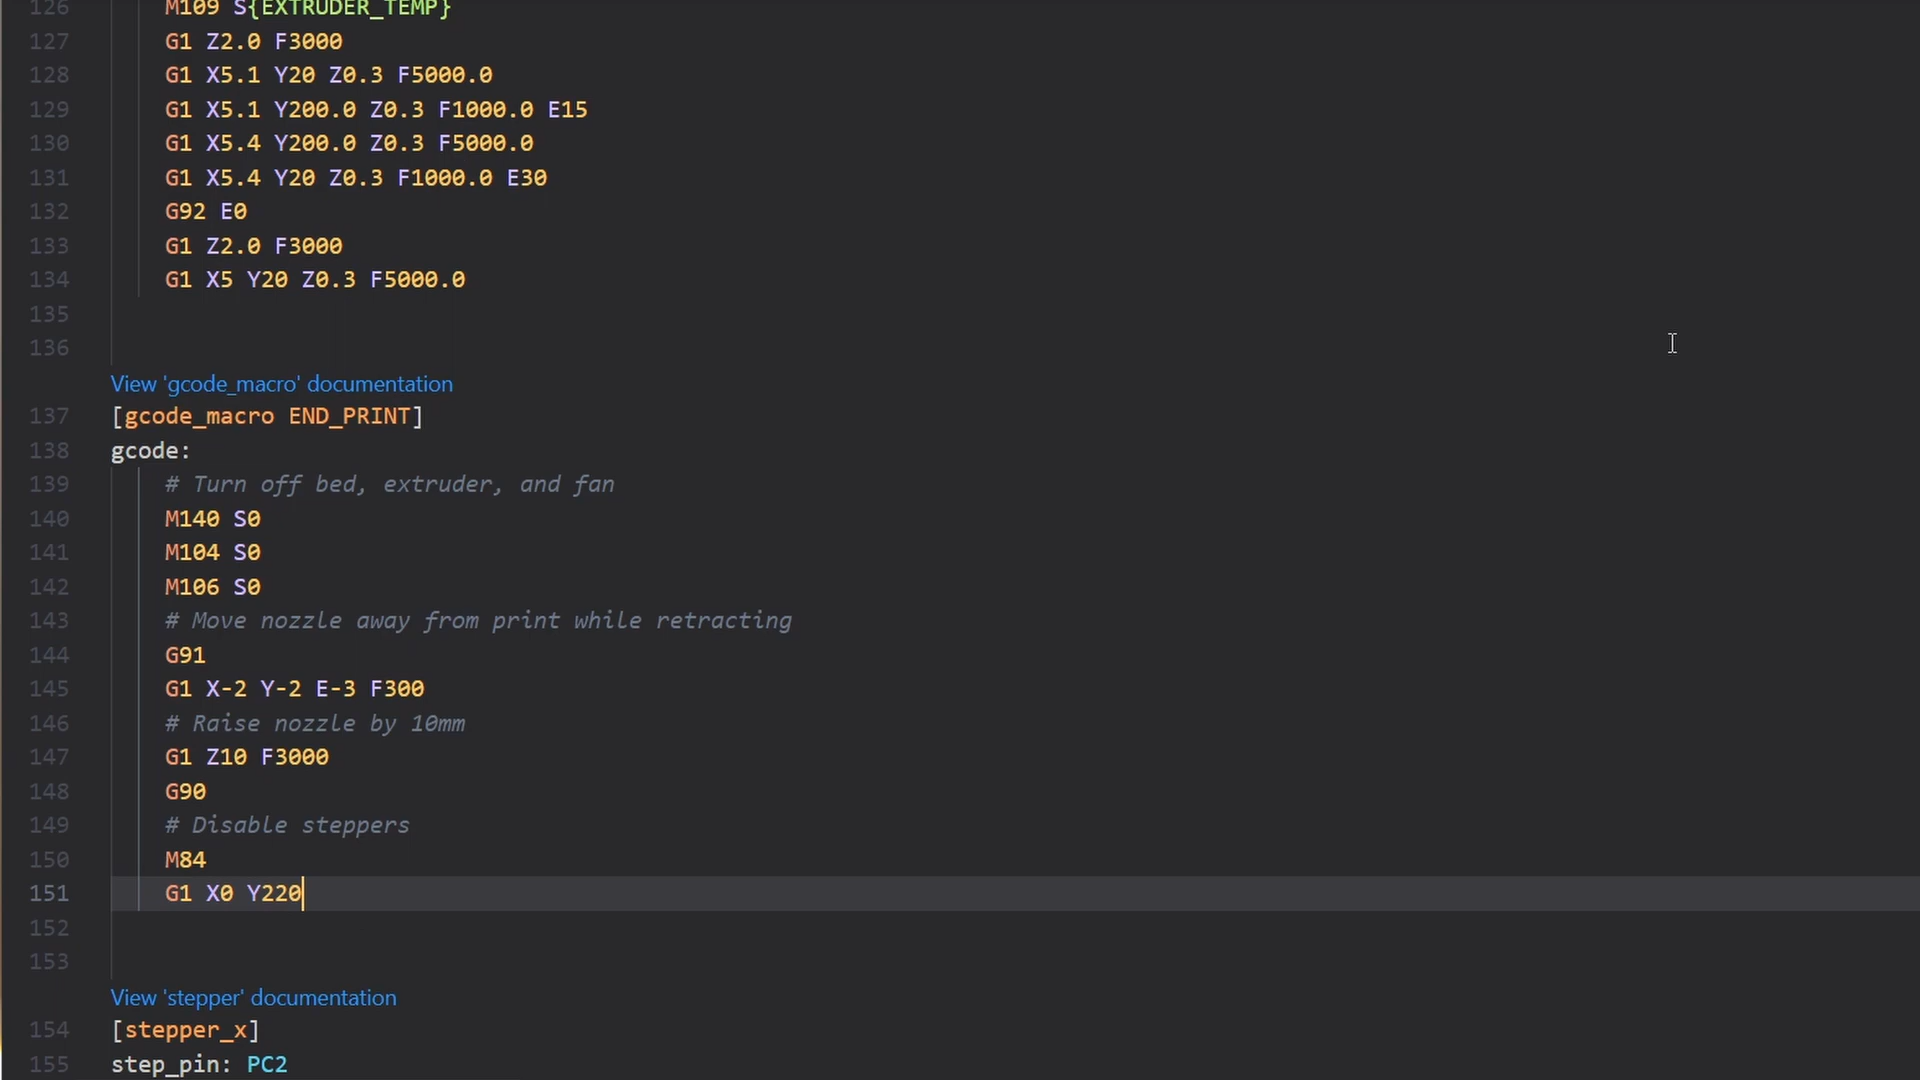 126 M109 S{EXTRUDER_TEMP}
127 G1 Z2.0 F3000
128 G1 X5.1 Y20 Z0.3 F5000.0
129 G1 X5.1 Y200.0 Z0.3 F1000.0 E15
130 G1 X5.4 Y200.0 Z0.3 F5000.0
131 G1 X5.4 Y20 Z0.3 F1000.0 E30
132 G92 E0
133 G1 Z2.0 F3000
134 G1 X5 Y20 Z0.3 F5000.0
135
136
View 'gcode_macro' documentation
137 [gcode_macro END_PRINT]
138 gcode:
139 # Turn off bed, extruder, and fan
140 M140 S0
141 M104 S0
142 M106 S0
143 # Move nozzle away from print while retracting
144 G91
145 G1 X-2 Y-2 E-3 F300
146 # Raise nozzle by 10mm
147 G1 Z10 F3000
148 G90
149 # Disable steppers
150 M84
151 G1 X0 Y220
152
153
View 'stepper' documentation
154 [stepper_x]
155 step_pin: PC2